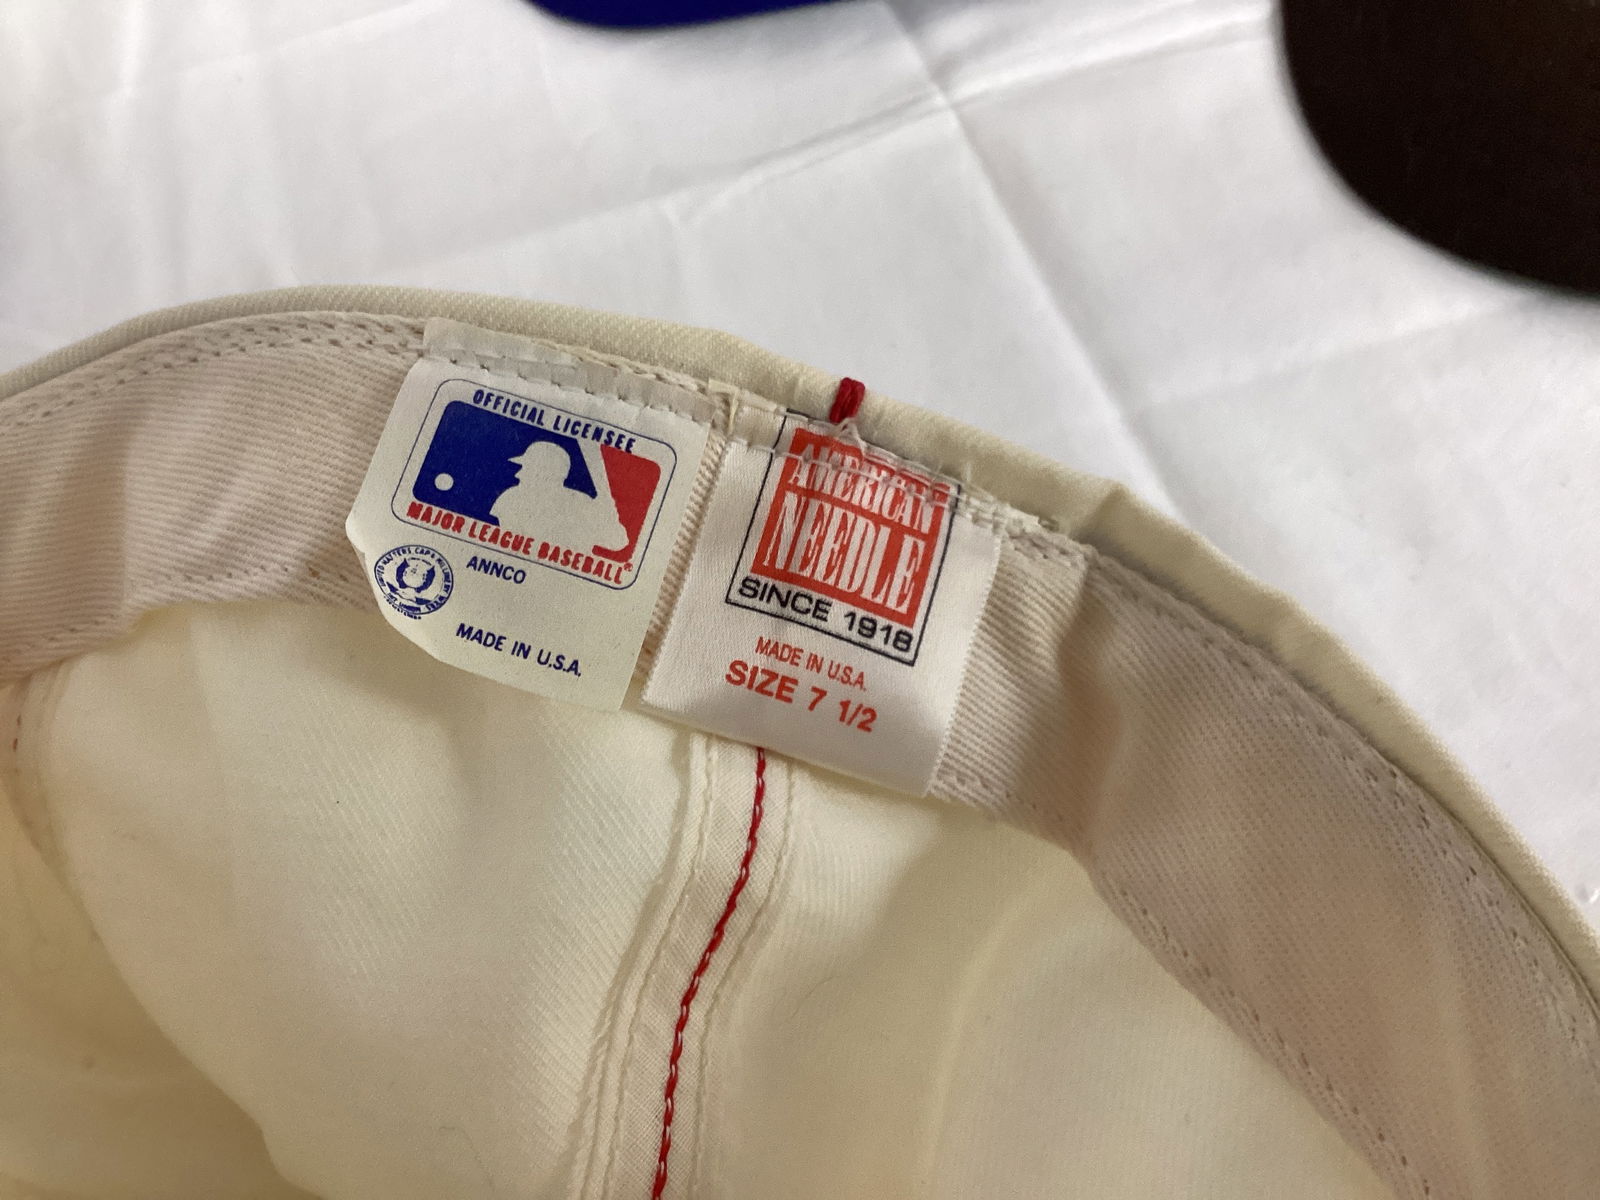 OFFICIAL LICENSEE
MAJOR LEAGUE BASEBALL®
ANNCO
MADE IN U.S.A.
AMERICAN
NEEDLE
SINCE 1918
MADE IN U.S.A.
SIZE 7 1/2